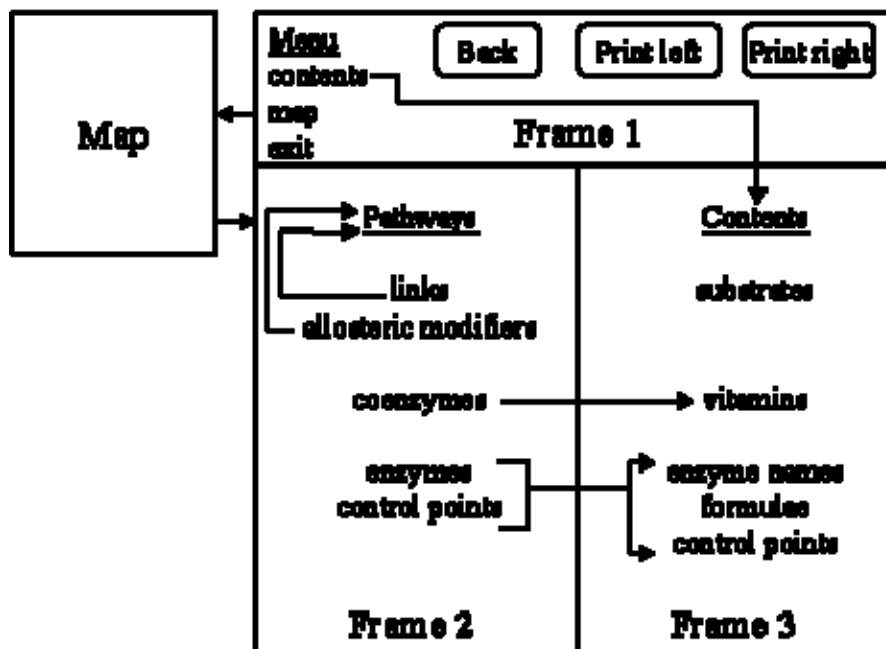 Map
Menu
Back
Print left
Print right
contents
map
exit
Frame 1
Pathways
links
allosteric modifiers
coenzymes
enzymes
control points
Frame 2
Contents
substrates
vitamins
enzyme names
formulae
control points
Frame 3